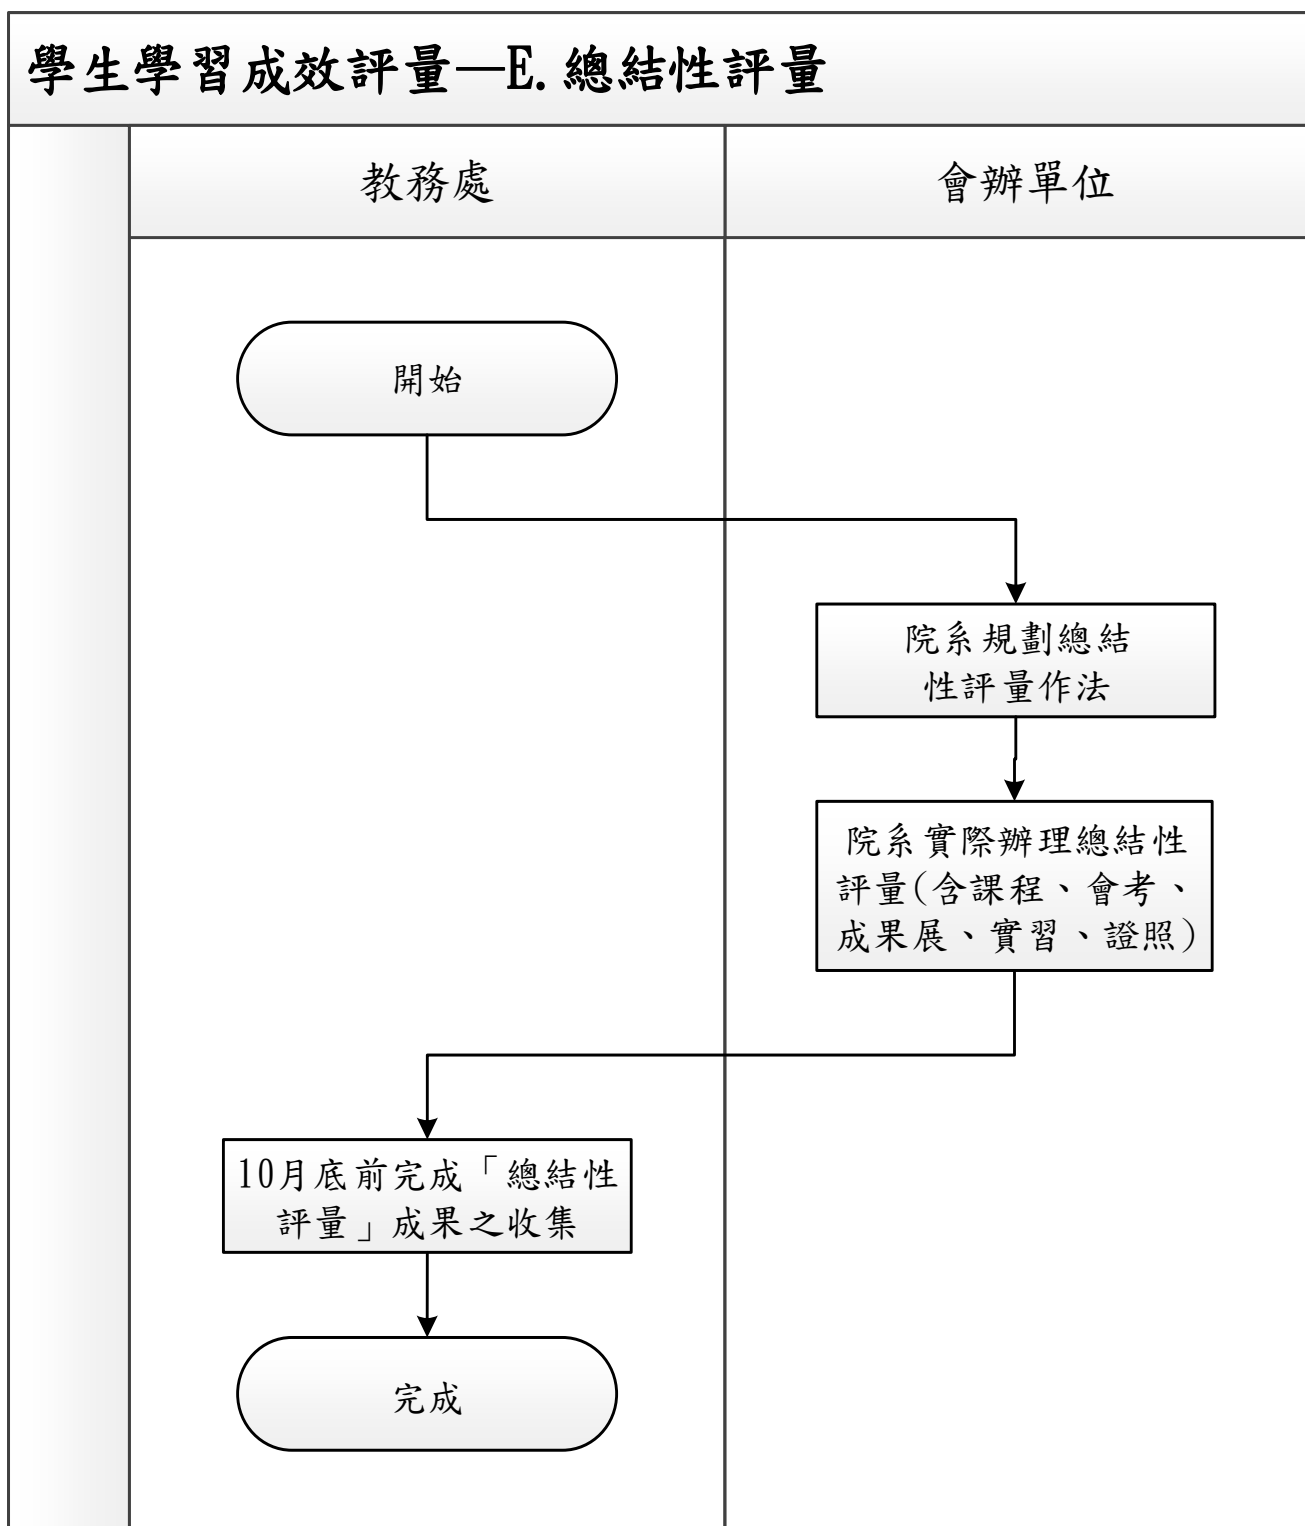 學生學習成效評量—E.總結性評量
教務處
會辦單位
開始
院系規劃總結
性評量作法
院系實際辦理總結性
評量(含課程、會考、
成果展、實習、證照)
10月底前完成「總結性
評量」成果之收集
完成